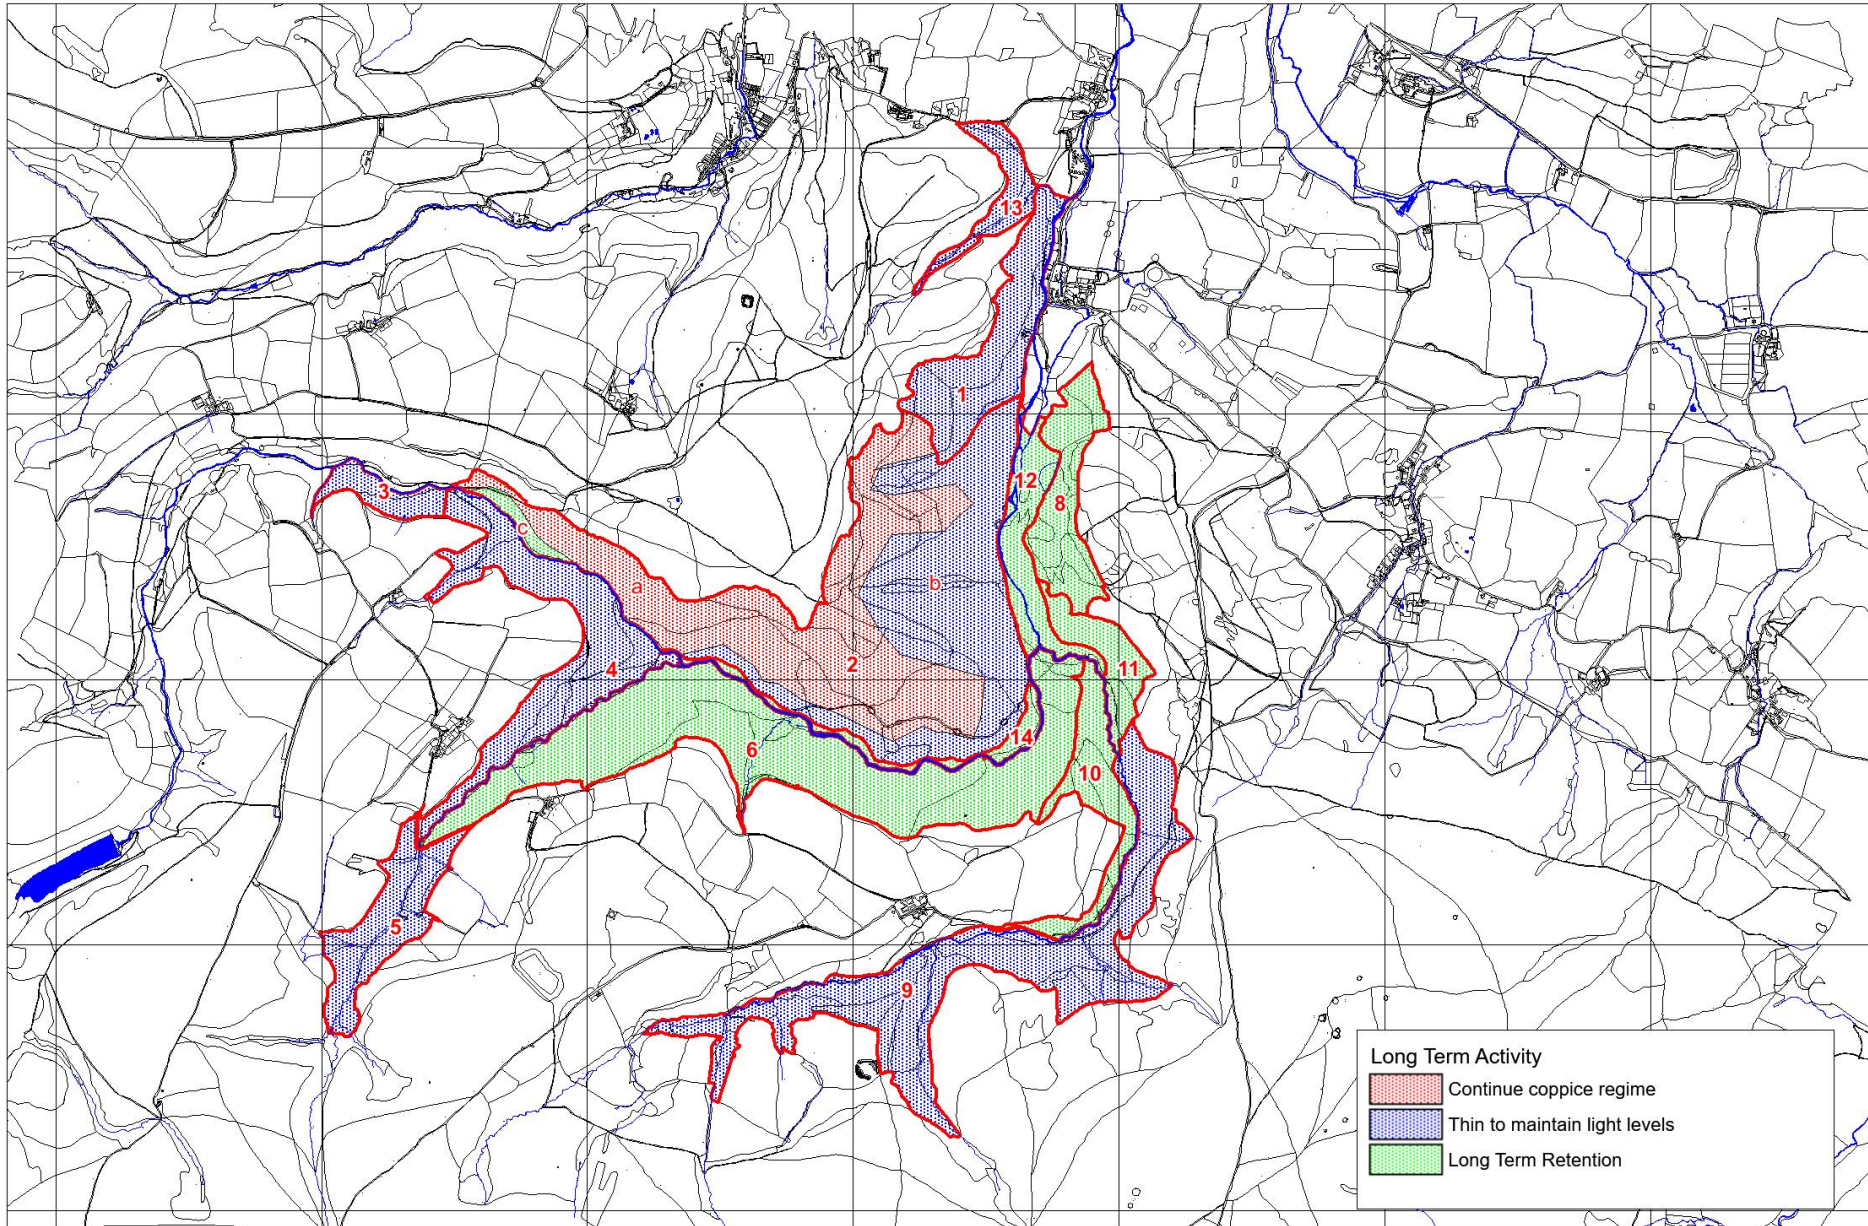 13
1
3
12
8
c
a
b
2
4
11
14
6
10
5
9
Long Term Activity
Continue coppice regime
Thin to maintain light levels
Long Term Retention